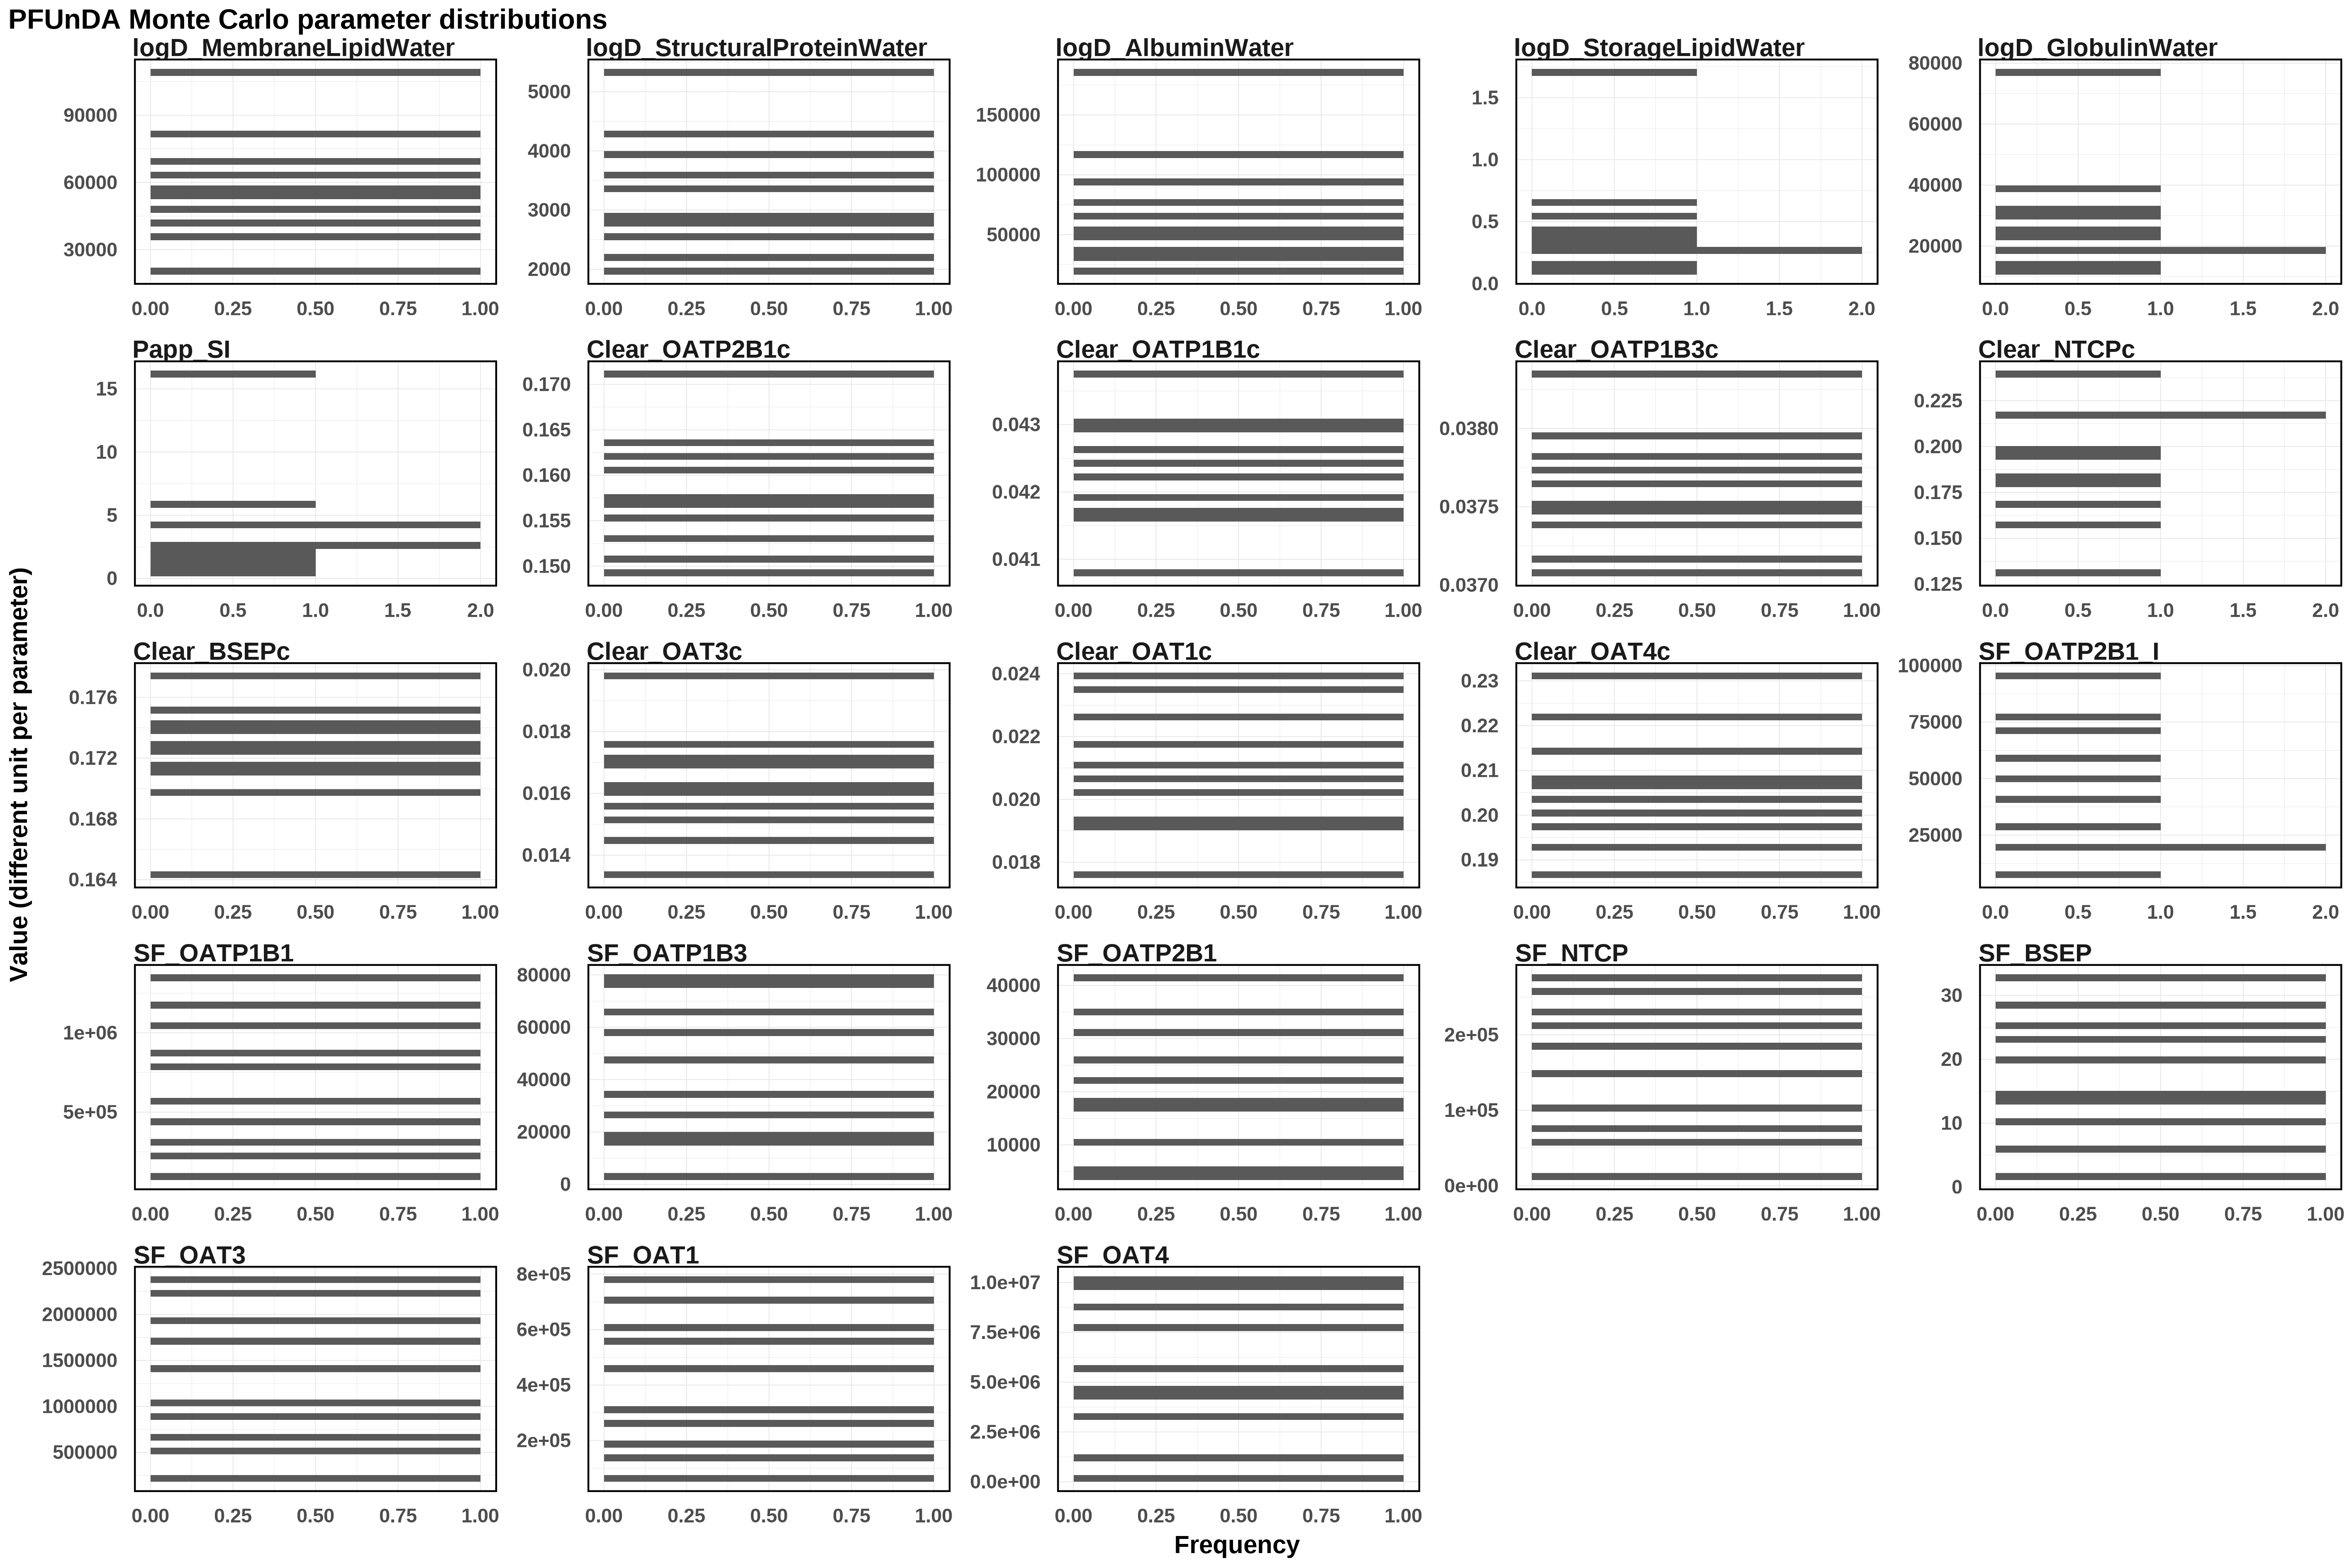 PFUnDA Monte Carlo parameter distributions
logD_MembraneLipidWater logD_StructuralProteinWater logD_AlbuminWater logD_StorageLipidWater logD_GlobulinWater
90000
60000
30000
5000
4000
3000
2000
150000
100000
50000
1.5
1.0
0.5
0.0
80000
60000
40000
20000
0.00 0.25 0.50 0.75 1.00 0.00 0.25 0.50 0.75 1.00 0.00 0.25 0.50 0.75 1.00 0.0 0.5 1.0 1.5 2.0 0.0 0.5 1.0 1.5 2.0
Papp_SI Clear_OATP2B1c Clear_OATP1B1c Clear_OATP1B3c Clear_NTCPc
15
10
5
0
0.170
0.165
0.160
0.155
0.150
0.043
0.042
0.041
0.0380
0.0375
0.0370
0.225
0.200
0.175
0.150
0.125
0.0 0.5 1.0 1.5 2.0 0.00 0.25 0.50 0.75 1.00 0.00 0.25 0.50 0.75 1.00 0.00 0.25 0.50 0.75 1.00 0.0 0.5 1.0 1.5 2.0
Clear_BSEPc Clear_OAT3c Clear_OAT1c Clear_OAT4c SF_OATP2B1_I
0.176
0.172
0.168
0.164
0.020
0.018
0.016
0.014
0.024
0.022
0.020
0.018
0.23
0.22
0.21
0.20
0.19
100000
75000
50000
25000
0.00 0.25 0.50 0.75 1.00 0.00 0.25 0.50 0.75 1.00 0.00 0.25 0.50 0.75 1.00 0.00 0.25 0.50 0.75 1.00 0.0 0.5 1.0 1.5 2.0
SF_OATP1B1 SF_OATP1B3 SF_OATP2B1 SF_NTCP SF_BSEP
1e+06
5e+05
80000
60000
40000
20000
0
40000
30000
20000
10000
2e+05
1e+05
0e+00
30
20
10
0
0.00 0.25 0.50 0.75 1.00 0.00 0.25 0.50 0.75 1.00 0.00 0.25 0.50 0.75 1.00 0.00 0.25 0.50 0.75 1.00 0.00 0.25 0.50 0.75 1.00
SF_OAT3 SF_OAT1 SF_OAT4
2500000
2000000
1500000
1000000
500000
8e+05
6e+05
4e+05
2e+05
1.0e+07
7.5e+06
5.0e+06
2.5e+06
0.0e+00
0.00 0.25 0.50 0.75 1.00 0.00 0.25 0.50 0.75 1.00 0.00 0.25 0.50 0.75 1.00
Frequency
Value (different unit per parameter)